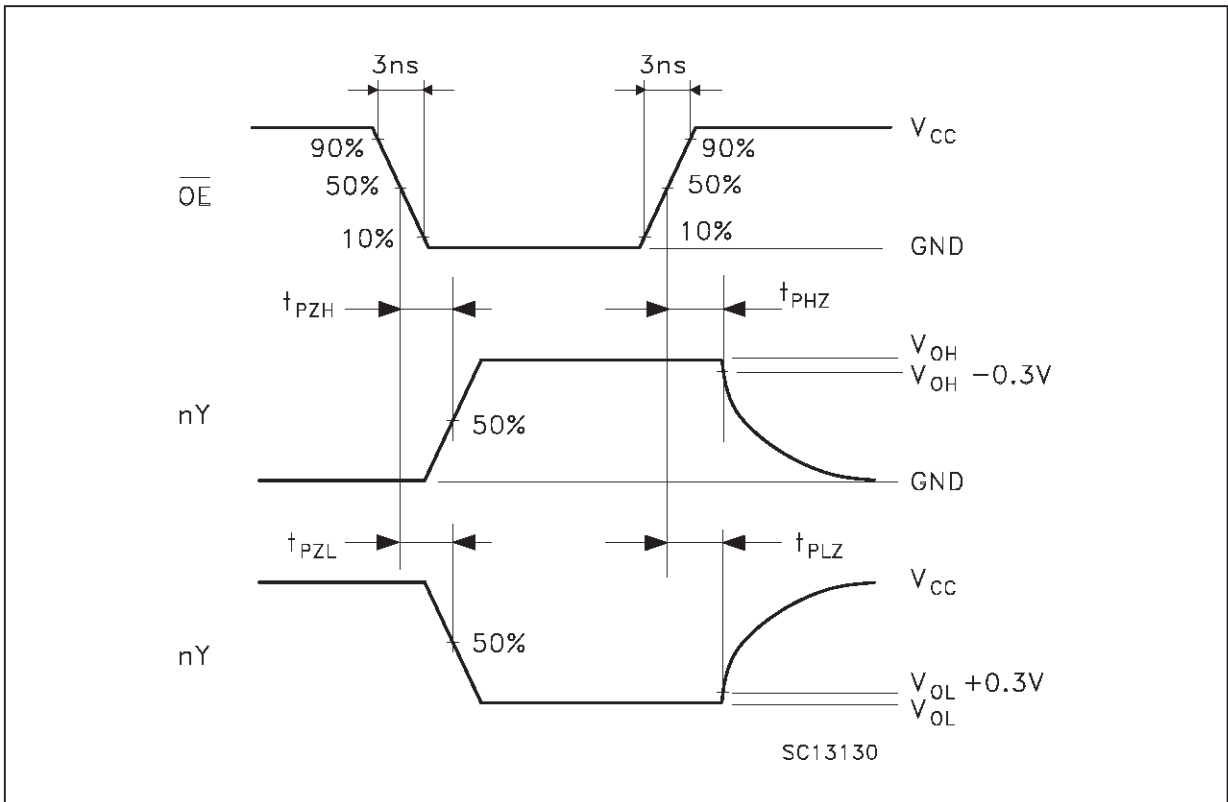 3ns 3ns
V_CC
90% 90%
O̅E̅ 50% 50%
10% 10%
GND
t_PZH t_PHZ
V_OH
V_OH −0.3V
nY 50%
GND
t_PZL t_PLZ
V_CC
50%
nY
V_OL +0.3V
V_OL
SC13130